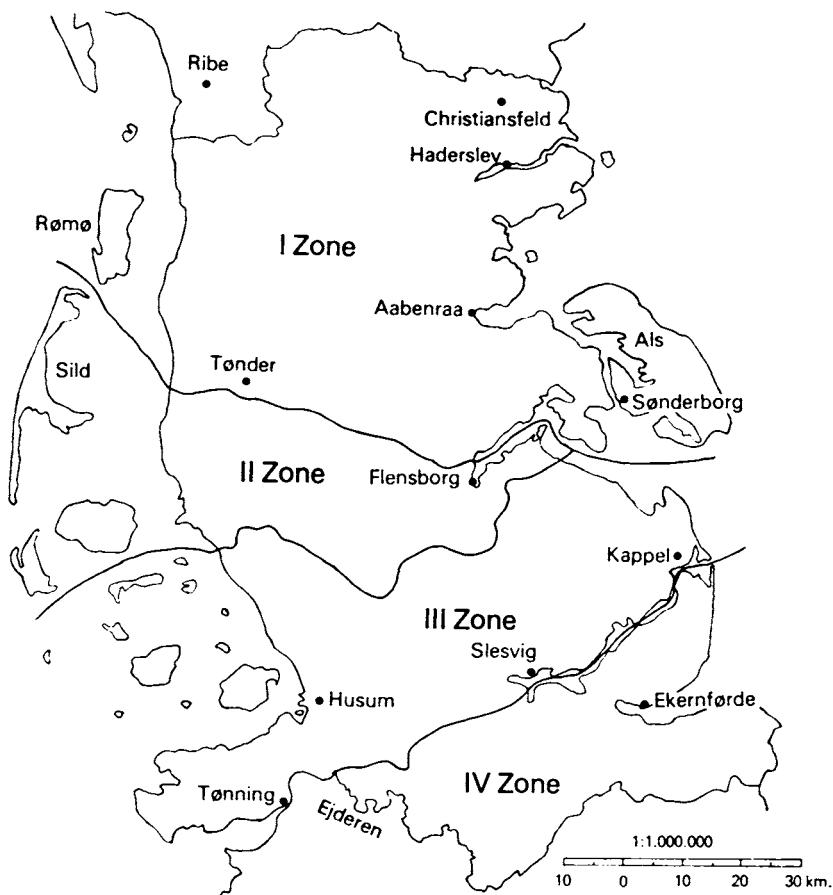 Ribe
Christiansfeld
Haderslev
Rømø
I Zone
Aabenraa
Als
Sild
Tønder
Sønderborg
II Zone
Flensborg
Kappel
III Zone
Slesvig
Husum
Ekernførde
Tønning
Ejderen
IV Zone
1:1.000.000
10 0 10 20 30 km.